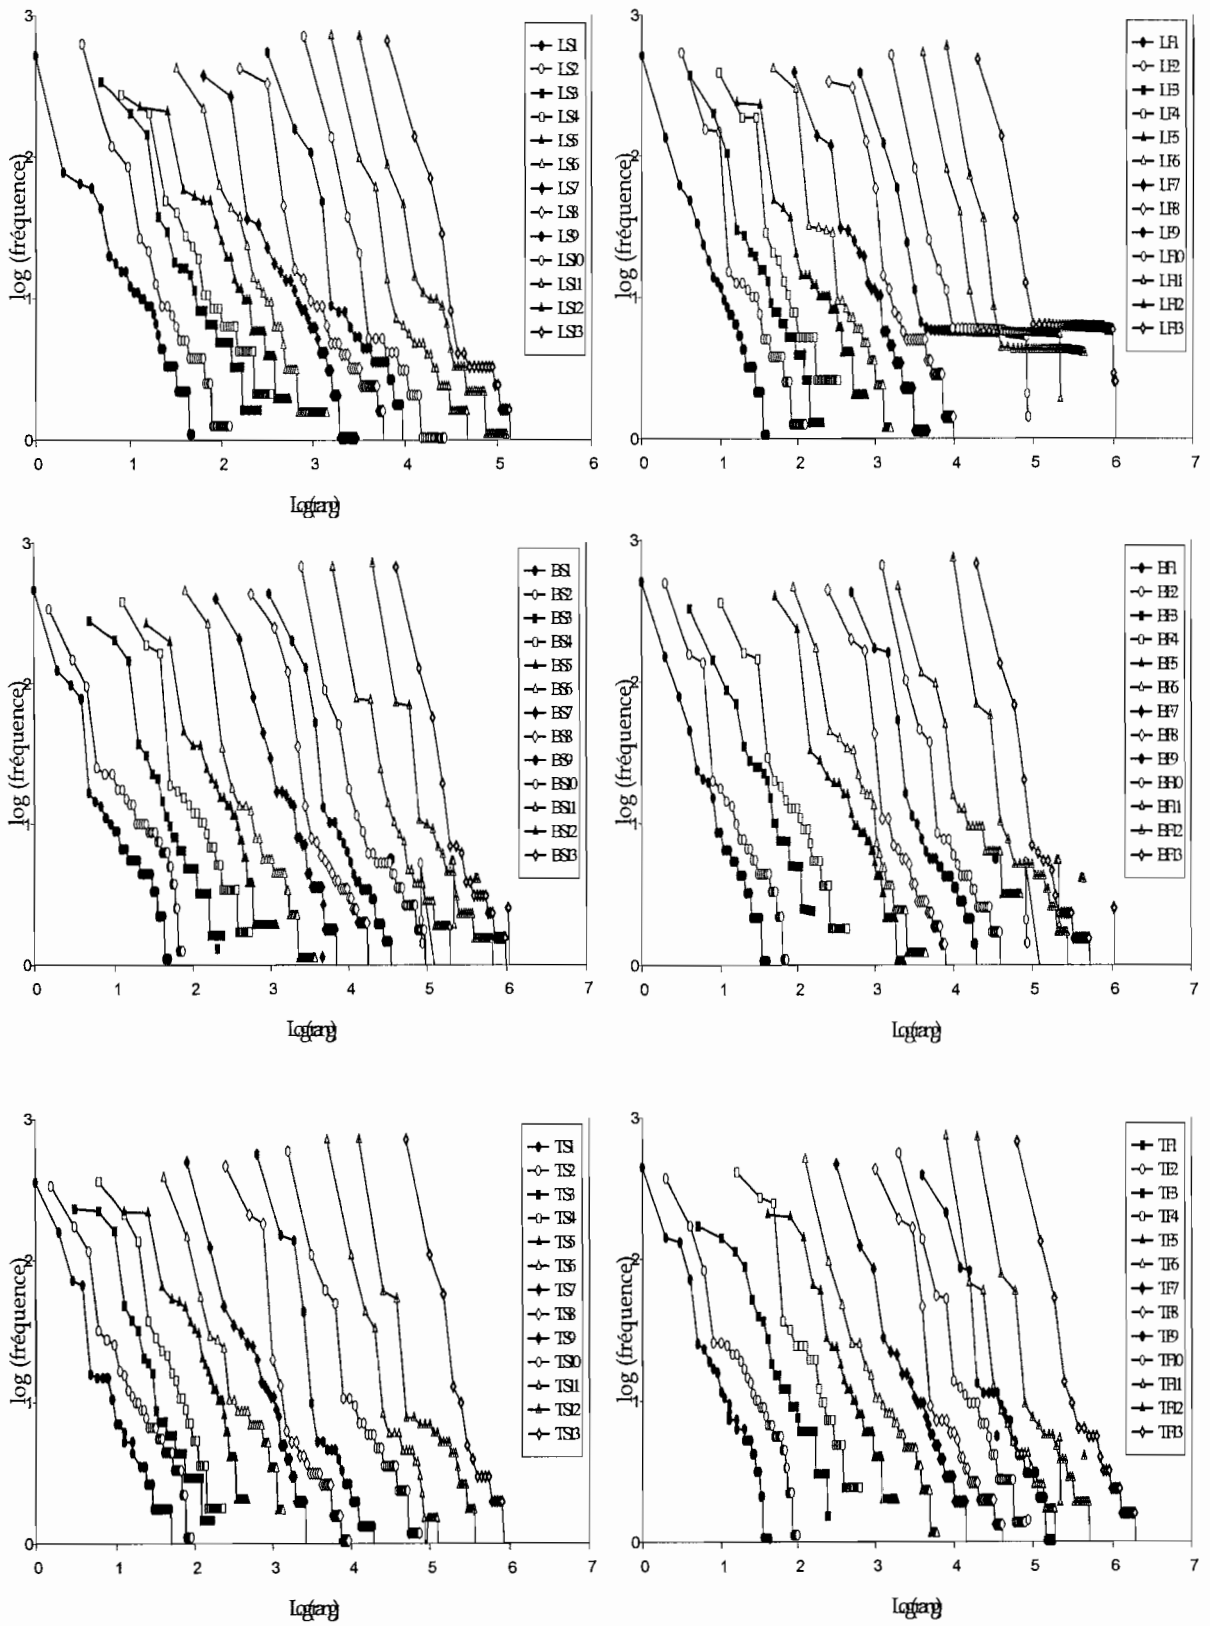 3
2
1
0
log (fréquence)
0 1 2 3 4 5 6
Log(rang)
LS1
LS2
LS3
LS4
LS5
LS6
LS7
LS8
LS9
LS10
LS11
LS12
LS13
3
2
1
0
log (fréquence)
0 1 2 3 4 5 6 7
Log(rang)
LF1
LF2
LF3
LF4
LF5
LF6
LF7
LF8
LF9
LF10
LF11
LF12
LF13
3
2
1
0
log (fréquence)
0 1 2 3 4 5 6 7
Log(rang)
BS1
BS2
BS3
BS4
BS5
BS6
BS7
BS8
BS9
BS10
BS11
BS12
BS13
3
2
1
0
log (fréquence)
0 1 2 3 4 5 6 7
Log(rang)
BF1
BF2
BF3
BF4
BF5
BF6
BF7
BF8
BF9
BF10
BF11
BF12
BF13
3
2
1
0
log (fréquence)
0 1 2 3 4 5 6 7
Log(rang)
TS1
TS2
TS3
TS4
TS5
TS6
TS7
TS8
TS9
TS10
TS11
TS12
TS13
3
2
1
0
log (fréquence)
0 1 2 3 4 5 6 7
Log(rang)
TF1
TF2
TF3
TF4
TF5
TF6
TF7
TF8
TF9
TF10
TF11
TF12
TF13